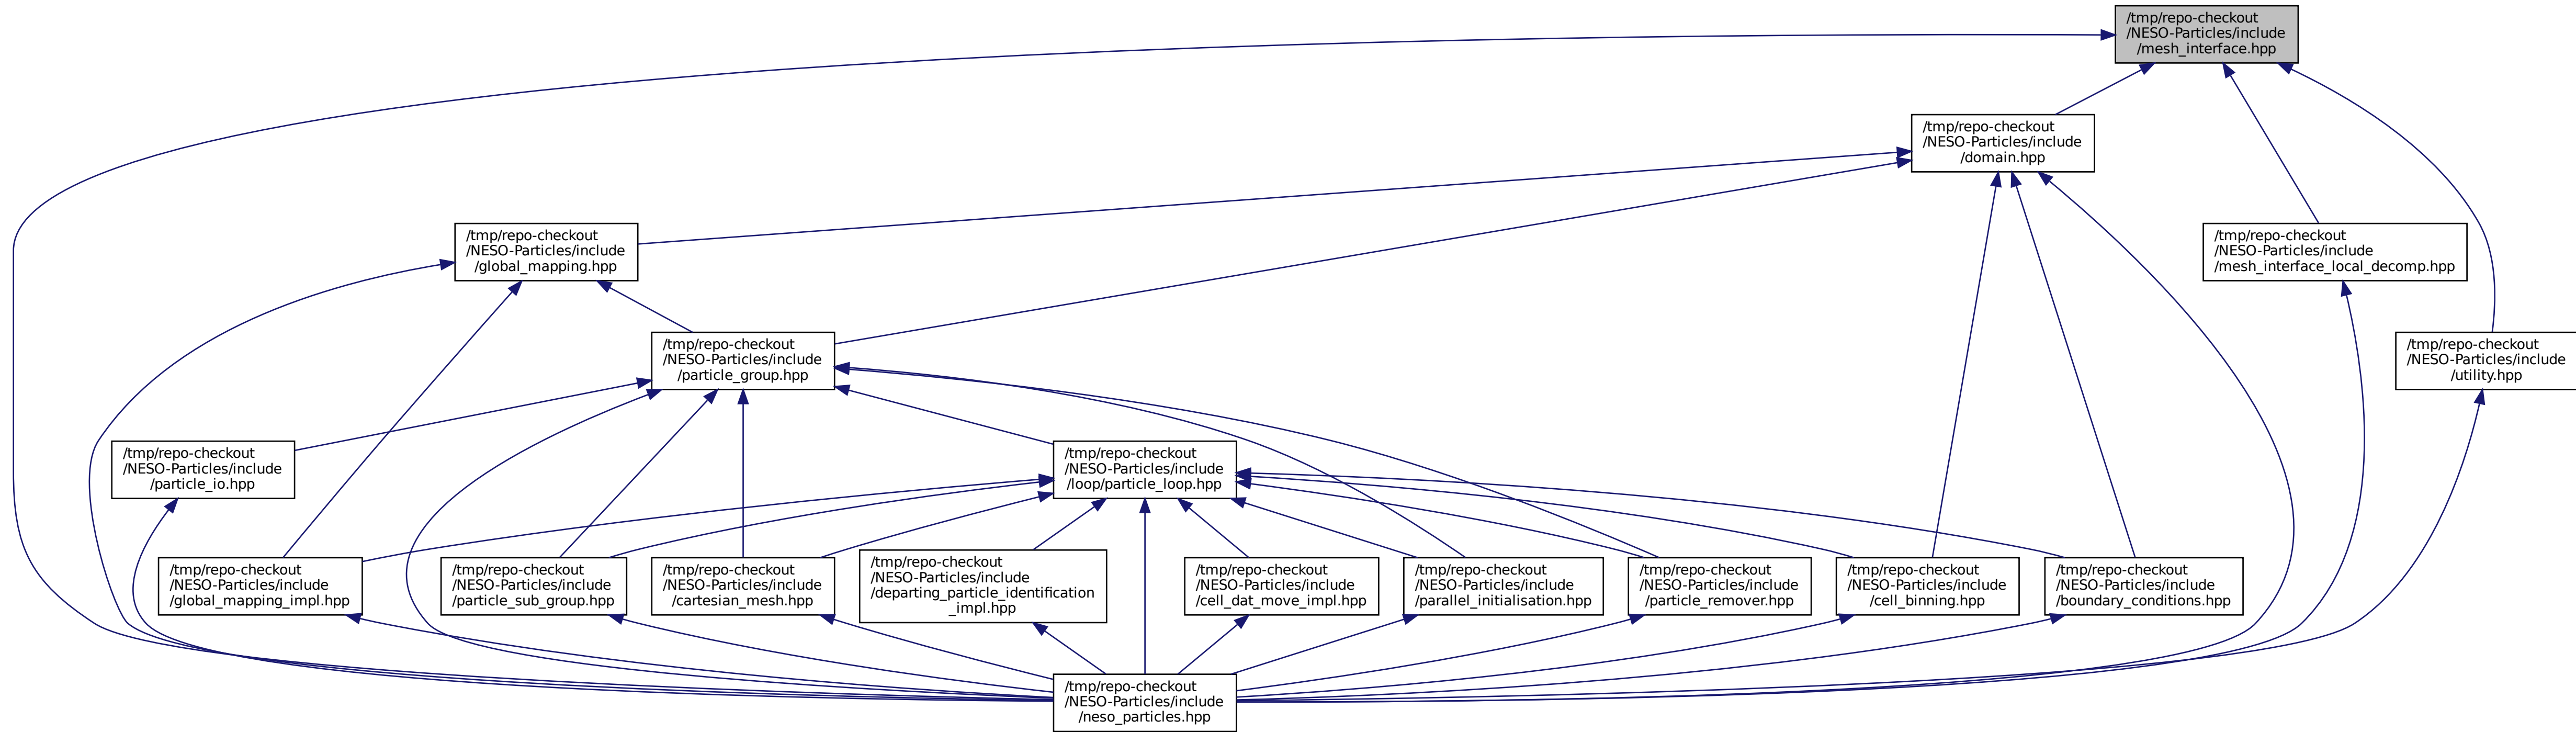 /tmp/repo-checkout
/NESO-Particles/include
/mesh_interface.hpp
/tmp/repo-checkout
/NESO-Particles/include
/domain.hpp
/tmp/repo-checkout
/NESO-Particles/include
/global_mapping.hpp
/tmp/repo-checkout
/NESO-Particles/include
/mesh_interface_local_decomp.hpp
/tmp/repo-checkout
/NESO-Particles/include
/particle_group.hpp
/tmp/repo-checkout
/NESO-Particles/include
/utility.hpp
/tmp/repo-checkout
/NESO-Particles/include
/particle_io.hpp
/tmp/repo-checkout
/NESO-Particles/include
/loop/particle_loop.hpp
/tmp/repo-checkout
/NESO-Particles/include
/global_mapping_impl.hpp
/tmp/repo-checkout
/NESO-Particles/include
/particle_sub_group.hpp
/tmp/repo-checkout
/NESO-Particles/include
/cartesian_mesh.hpp
/tmp/repo-checkout
/NESO-Particles/include
/departing_particle_identification
_impl.hpp
/tmp/repo-checkout
/NESO-Particles/include
/cell_dat_move_impl.hpp
/tmp/repo-checkout
/NESO-Particles/include
/parallel_initialisation.hpp
/tmp/repo-checkout
/NESO-Particles/include
/particle_remover.hpp
/tmp/repo-checkout
/NESO-Particles/include
/cell_binning.hpp
/tmp/repo-checkout
/NESO-Particles/include
/boundary_conditions.hpp
/tmp/repo-checkout
/NESO-Particles/include
/neso_particles.hpp